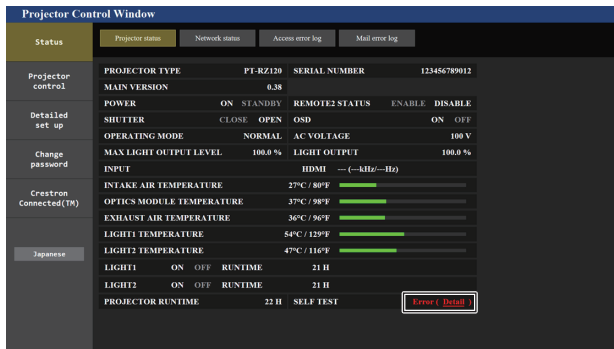 Projector Control Window
Status
Projector status
Network status
Access error log
Mail error log
Projector
control
Detailed
set up
Change
password
Crestron
Connected(TM)
Japanese
PROJECTOR TYPE PT-RZ120 SERIAL NUMBER 123456789012
MAIN VERSION 0.38
POWER ON STANDBY REMOTE2 STATUS ENABLE DISABLE
SHUTTER CLOSE OPEN OSD ON OFF
OPERATING MODE NORMAL AC VOLTAGE 100 V
MAX LIGHT OUTPUT LEVEL 100.0 % LIGHT OUTPUT 100.0 %
INPUT HDMI --- (---kHz/---Hz)
INTAKE AIR TEMPERATURE 27°C / 80°F
OPTICS MODULE TEMPERATURE 37°C / 98°F
EXHAUST AIR TEMPERATURE 36°C / 96°F
LIGHT1 TEMPERATURE 54°C / 129°F
LIGHT2 TEMPERATURE 47°C / 116°F
LIGHT1 ON OFF RUNTIME 21 H
LIGHT2 ON OFF RUNTIME 21 H
PROJECTOR RUNTIME 22 H SELF TEST Error ( Detail )